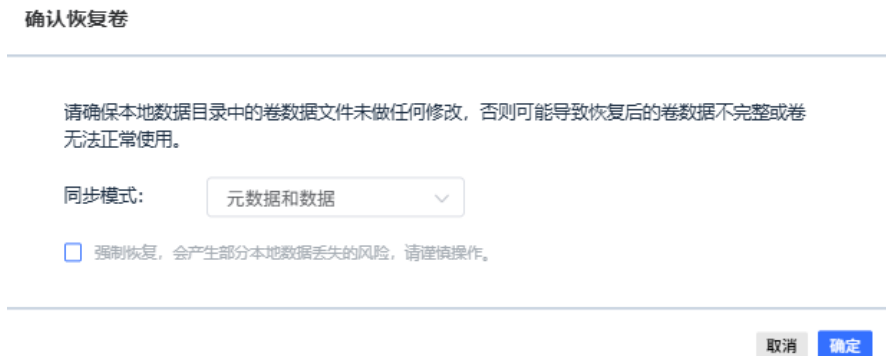 确认恢复卷
请确保本地数据目录中的卷数据文件未做任何修改，否则可能导致恢复后的卷数据不完整或卷
无法正常使用。
同步模式： 元数据和数据
强制恢复，会产生部分本地数据丢失的风险，请谨慎操作。
取消 确定